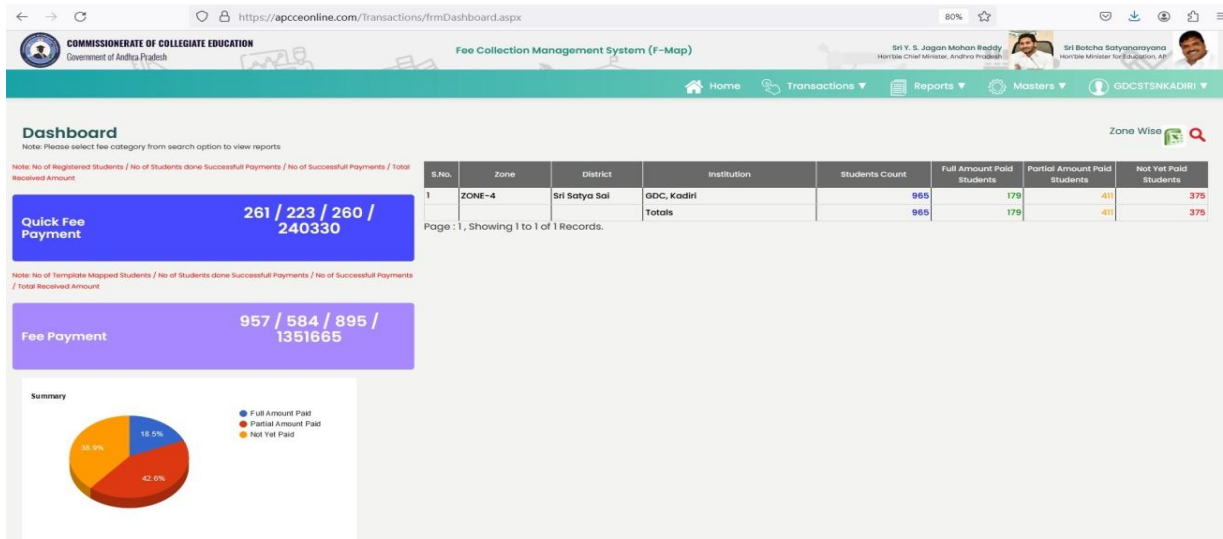 https://apcceonline.com/Transactions/frmDashboard.aspx
80%
COMMISSIONERATE OF COLLEGIATE EDUCATION
Government of Andhra Pradesh
Fee Collection Management System (F-Map)
Sri Y. S. Jagan Mohan Reddy
Hon'ble Chief Minister, Andhra Pradesh
Sri Botcha Satyanarayana
Hon'ble Minister for Education, AP
Home Transactions ▼ Reports ▼ Masters ▼ GDCSTSNKADIRI ▼
Dashboard
Note: Please select fee category from search option to view reports
Zone Wise
Note: No of Registered Students / No of Students done Successfull Payments / No of Successfull Payments / Total
Received Amount
Quick Fee
Payment
261 / 223 / 260 /
240330
Note: No of Template Mapped Students / No of Students done Successfull Payments / No of Successfull Payments
/ Total Received Amount
Fee Payment
957 / 584 / 895 /
1351665
Summary
18.5%
42.6%
38.9%
Full Amount Paid
Partial Amount Paid
Not Yet Paid
S.No. Zone District Institution Students Count Full Amount Paid Students Partial Amount Paid Students Not Yet Paid Students
1 ZONE-4 Sri Satya Sai GDC, Kadiri 965 179 411 375
Totals 965 179 411 375
Page : 1 , Showing 1 to 1 of 1 Records.